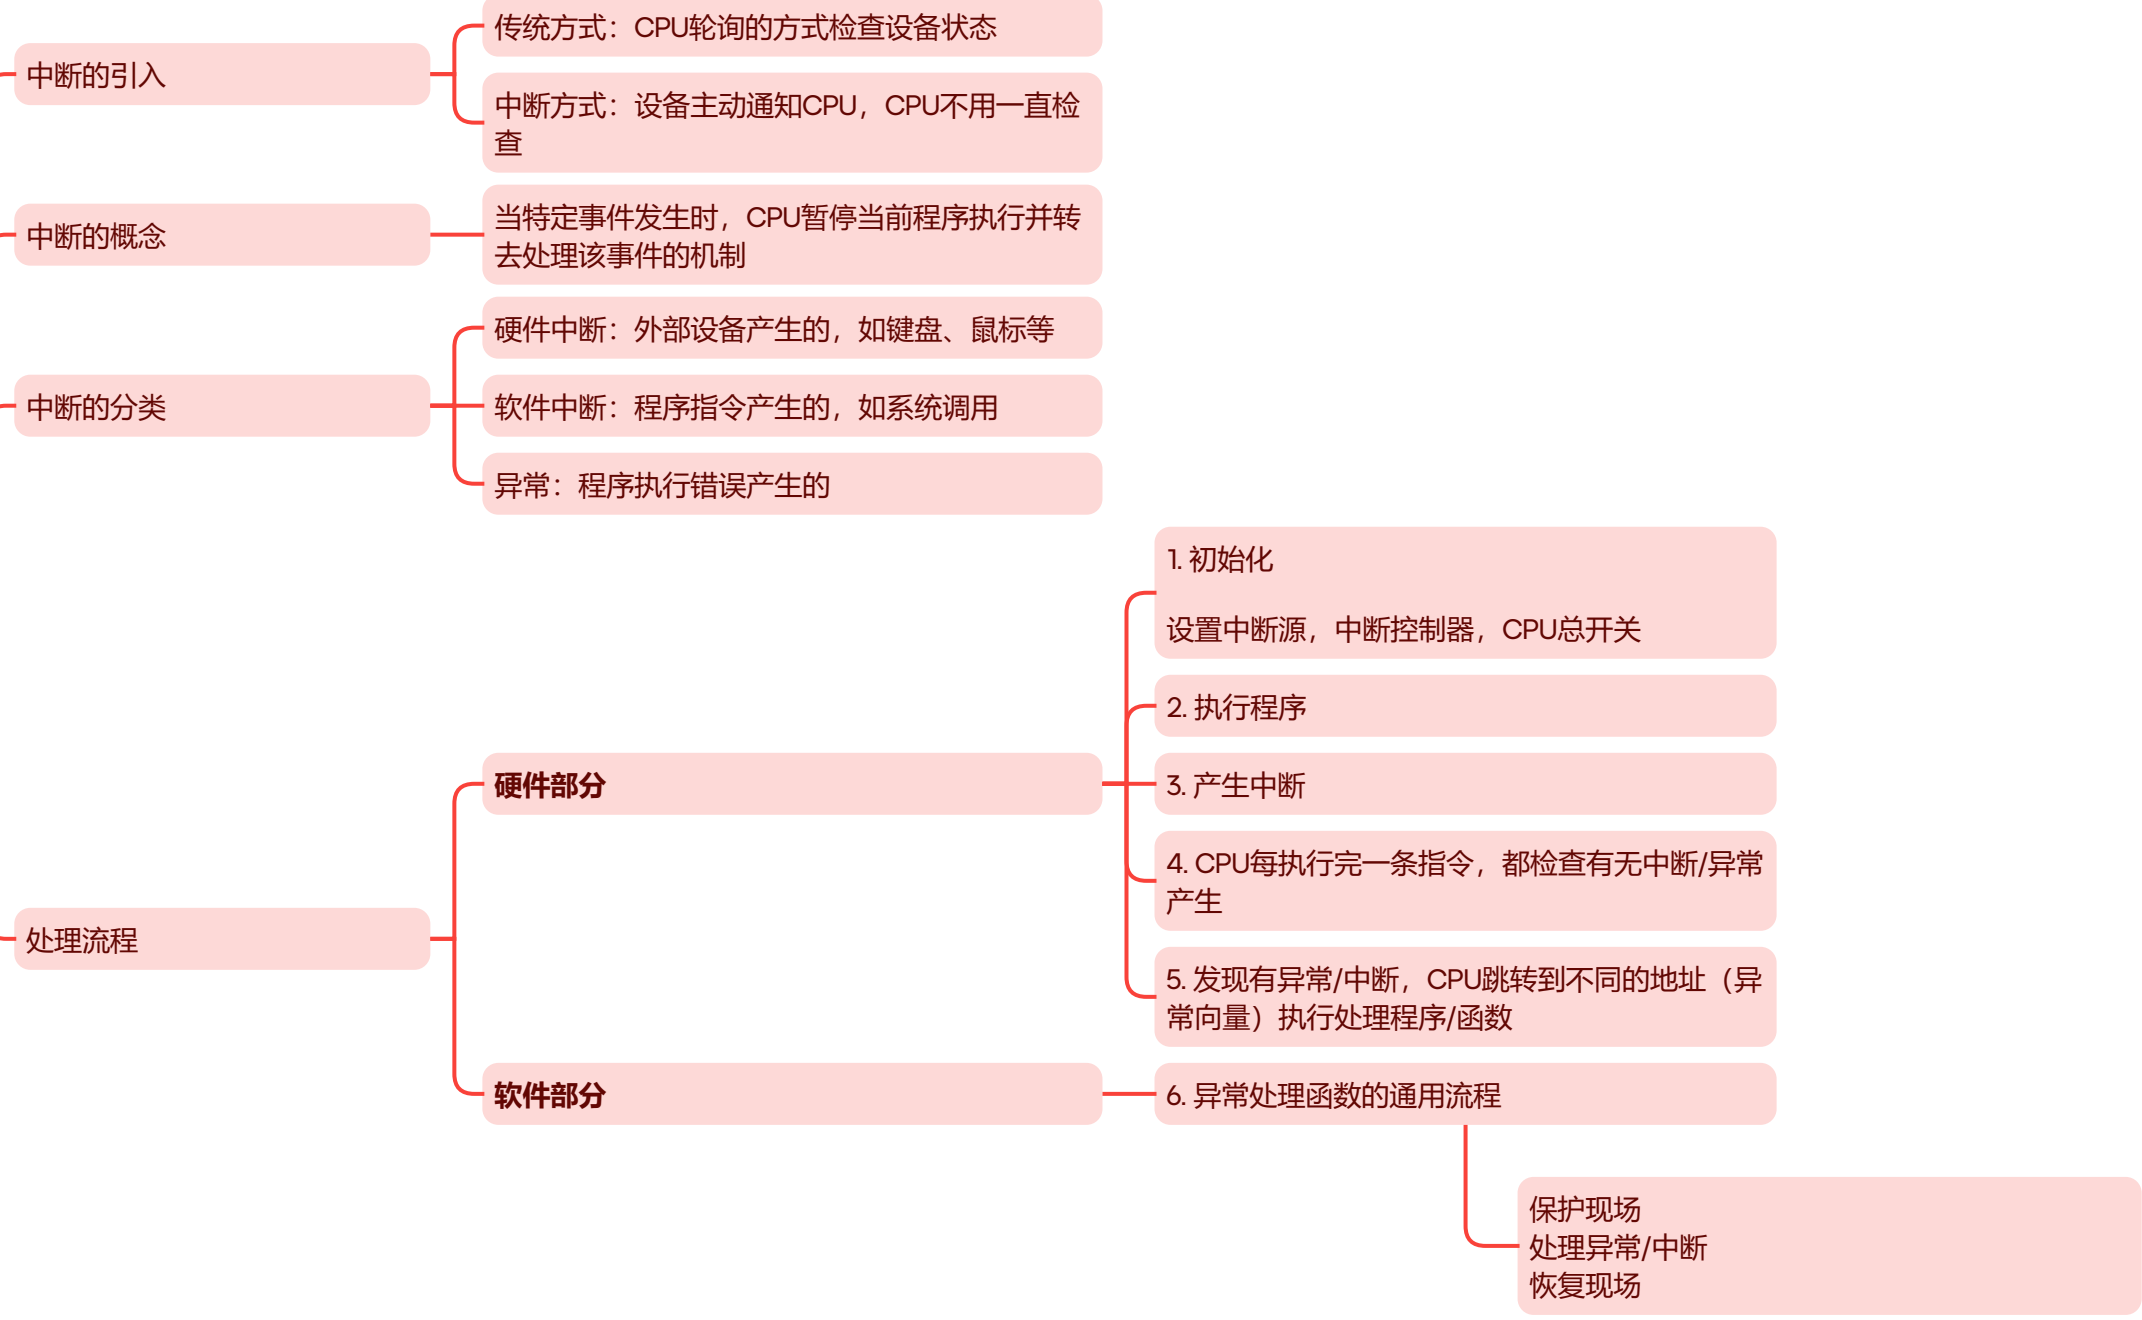 中断的引入
传统方式：CPU轮询的方式检查设备状态
中断方式：设备主动通知CPU，CPU不用一直检
查
中断的概念
当特定事件发生时，CPU暂停当前程序执行并转
去处理该事件的机制
中断的分类
硬件中断：外部设备产生的，如键盘、鼠标等
软件中断：程序指令产生的，如系统调用
异常：程序执行错误产生的
处理流程
硬件部分
1. 初始化
设置中断源，中断控制器，CPU总开关
2. 执行程序
3. 产生中断
4. CPU每执行完一条指令，都检查有无中断/异常
产生
5. 发现有异常/中断，CPU跳转到不同的地址（异
常向量）执行处理程序/函数
软件部分
6. 异常处理函数的通用流程
保护现场
处理异常/中断
恢复现场